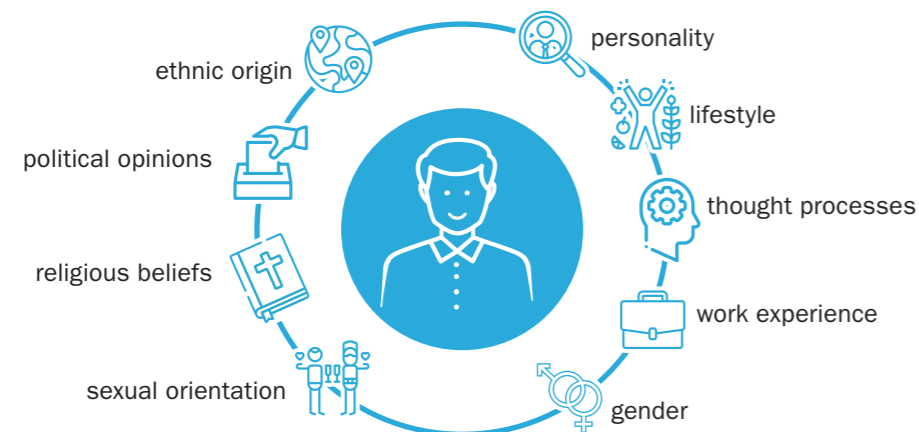 personality
ethnic origin
lifestyle
political opinions
thought processes
religious beliefs
work experience
sexual orientation
gender